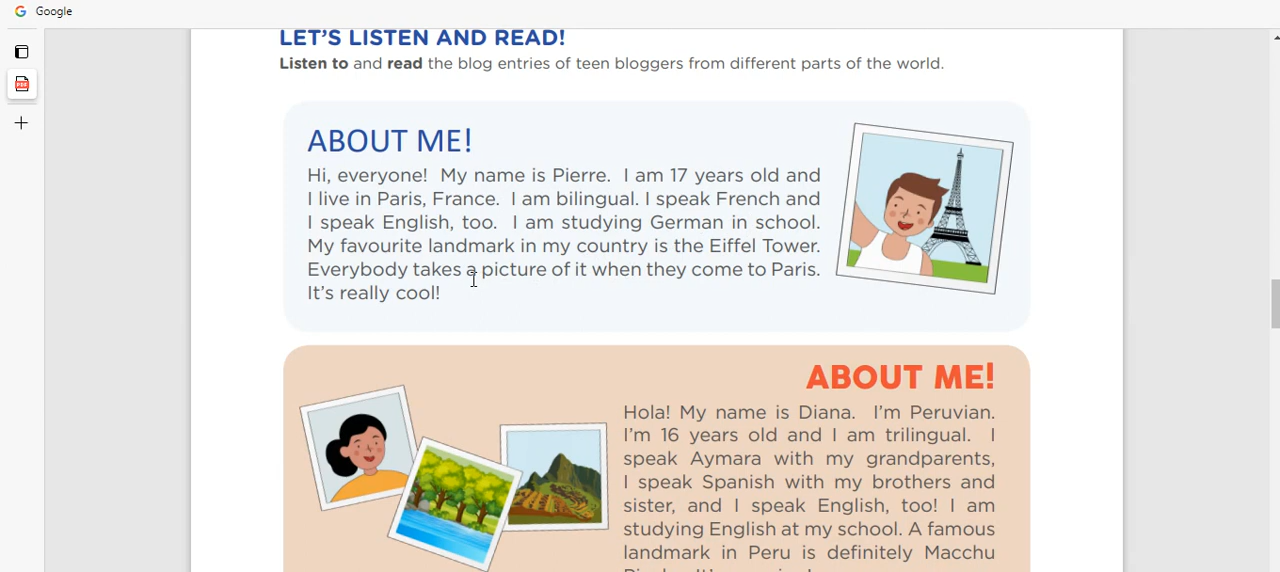 Google
LET'S LISTEN AND READ!
Listen to and read the blog entries of teen bloggers from different parts of the world.
ABOUT ME!
Hi, everyone! My name is Pierre. I am 17 years old and
I live in Paris, France. I am bilingual. I speak French and
I speak English, too. I am studying German in school.
My favourite landmark in my country is the Eiffel Tower.
Everybody takes a picture of it when they come to Paris.
It's really cool!
ABOUT ME!
Hola! My name is Diana. I'm Peruvian.
I'm 16 years old and I am trilingual. I
speak Aymara with my grandparents,
I speak Spanish with my brothers and
sister, and I speak English, too! I am
studying English at my school. A famous
landmark in Peru is definitely Macchu